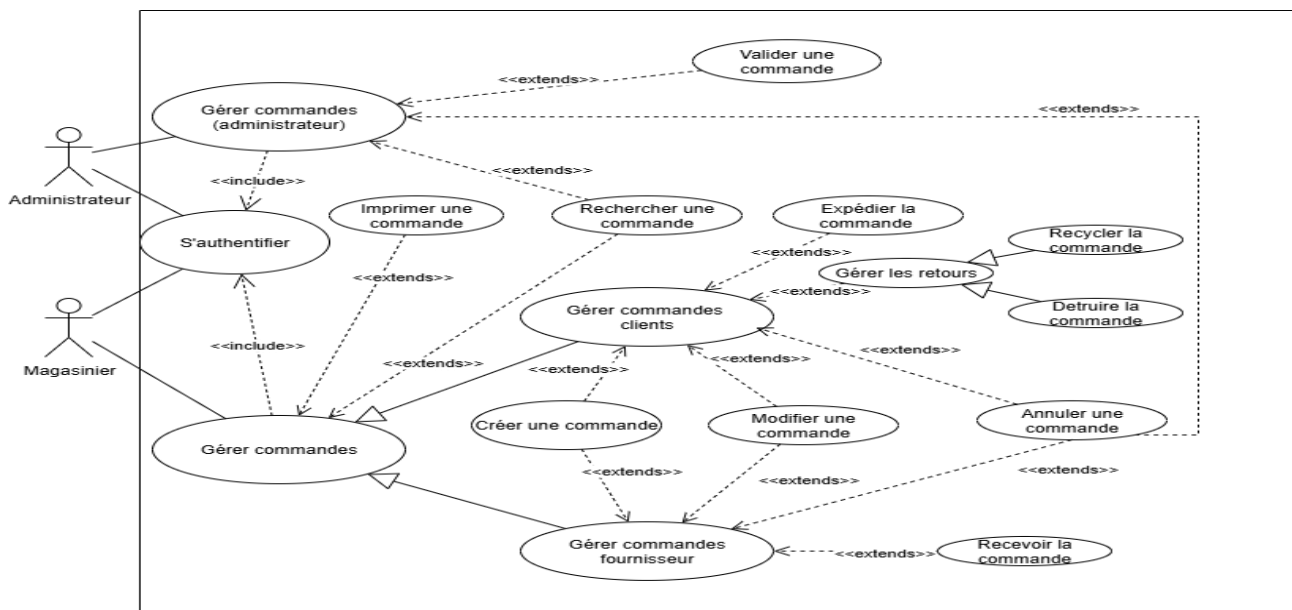 Valider une
commande
<<extends>>
<<extends>>
Gérer commandes
(administrateur)
<<extends>>
<<include>>
Administrateur
Imprimer une
commande
Rechercher une
commande
Expédier la
commande
Recycler la
commande
S'authentifier
<<extends>>
<<extends>>
Gérer les retours
<<extends>>
Detruire la
commande
Gérer commandes
clients
Magasinier
<<include>>
<<extends>>
<<extends>>
<<extends>>
Créer une commande
Modifier une
commande
Annuler une
commande
Gérer commandes
<<extends>>
<<extends>>
<<extends>>
Gérer commandes
fournisseur
<<extends>>
Recevoir la
commande